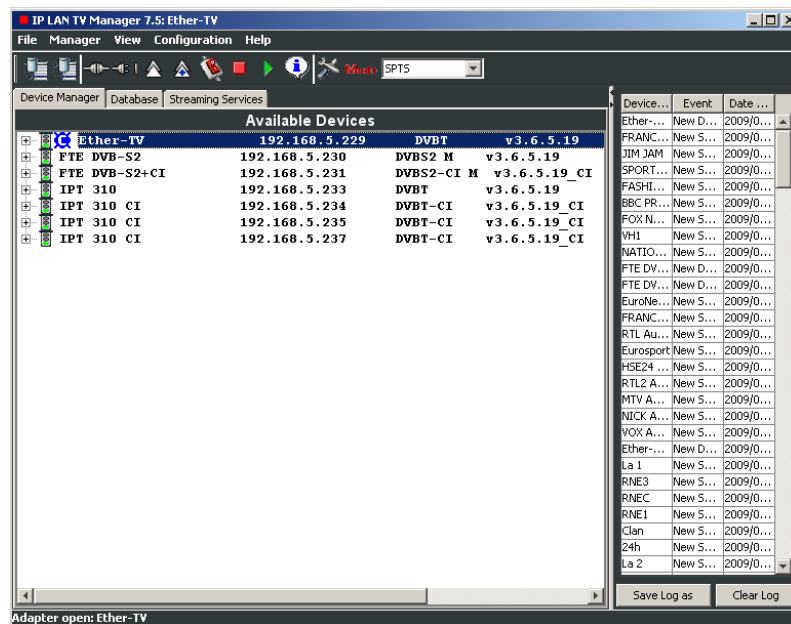 IP LAN TV Manager 7.5: Ether-TV
File Manager View Configuration Help
Mode SPTS
Device Manager Database Streaming Services
Available Devices
Ether-TV 192.168.5.229 DVBT v3.6.5.19
FTE DVB-S2 192.168.5.230 DVBS2 M v3.6.5.19
FTE DVB-S2+CI 192.168.5.231 DVBS2-CI M v3.6.5.19_CI
IPT 310 192.168.5.233 DVBT v3.6.5.19
IPT 310 CI 192.168.5.234 DVBT-CI v3.6.5.19_CI
IPT 310 CI 192.168.5.235 DVBT-CI v3.6.5.19_CI
IPT 310 CI 192.168.5.237 DVBT-CI v3.6.5.19_CI
Device... Event Date ...
Ether-... New D... 2009/0...
FRANC... New S... 2009/0...
JIM JAM New S... 2009/0...
SPORT... New S... 2009/0...
FASHI... New S... 2009/0...
BBC PR... New S... 2009/0...
FOX N... New S... 2009/0...
VH1 New S... 2009/0...
NATIO... New S... 2009/0...
FTE DV... New D... 2009/0...
FTE DV... New D... 2009/0...
EuroNe... New S... 2009/0...
FRANC... New S... 2009/0...
RTL Au... New S... 2009/0...
Eurosport New S... 2009/0...
HSE24 ... New S... 2009/0...
RTL2 A... New S... 2009/0...
MTV A... New S... 2009/0...
NICK A... New S... 2009/0...
VOX A... New S... 2009/0...
Ether-... New D... 2009/0...
La 1 New S... 2009/0...
RNE3 New S... 2009/0...
RNEC New S... 2009/0...
RNE1 New S... 2009/0...
Clan New S... 2009/0...
24h New S... 2009/0...
La 2 New S... 2009/0...
Save Log as Clear Log
Adapter open: Ether-TV